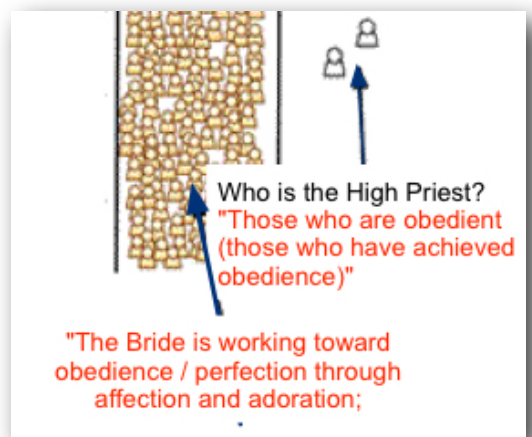 Who is the High Priest?
"Those who are obedient
(those who have achieved
obedience)"
"The Bride is working toward
obedience / perfection through
affection and adoration;